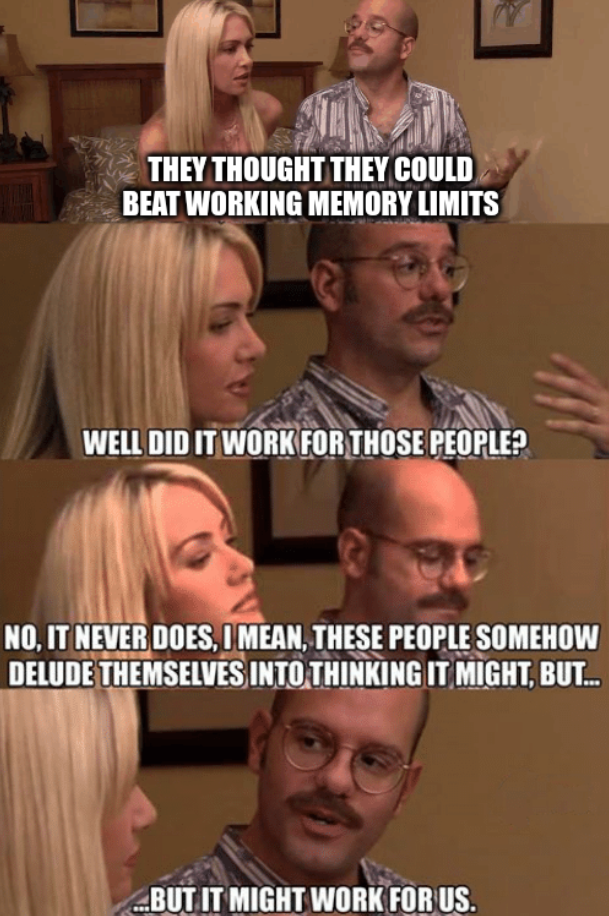 THEY THOUGHT THEY COULD
BEAT WORKING MEMORY LIMITS
WELL DID IT WORK FOR THOSE PEOPLE?
NO, IT NEVER DOES, I MEAN, THESE PEOPLE SOMEHOW
DELUDE THEMSELVES INTO THINKING IT MIGHT, BUT...
...BUT IT MIGHT WORK FOR US.